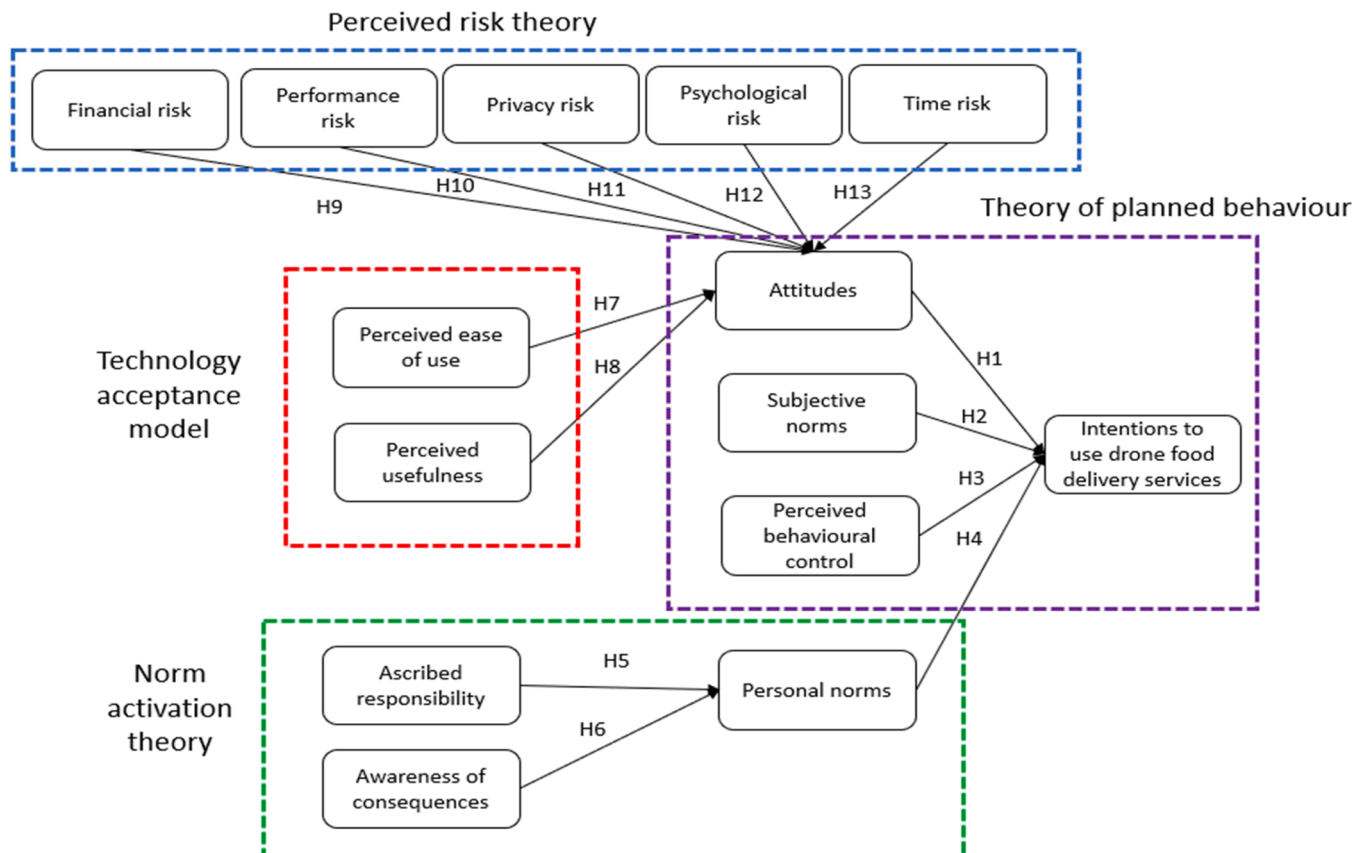 Perceived risk theory
Financial risk
Performance
risk
Privacy risk
Psychological
risk
Time risk
H9
H10
H11
H12
H13
Theory of planned behaviour
Technology
acceptance
model
Perceived ease
of use
Perceived
usefulness
H7
H8
Attitudes
Subjective
norms
Perceived
behavioural
control
H1
H2
H3
H4
Intentions to
use drone food
delivery services
Norm
activation
theory
Ascribed
responsibility
Awareness of
consequences
H5
H6
Personal norms